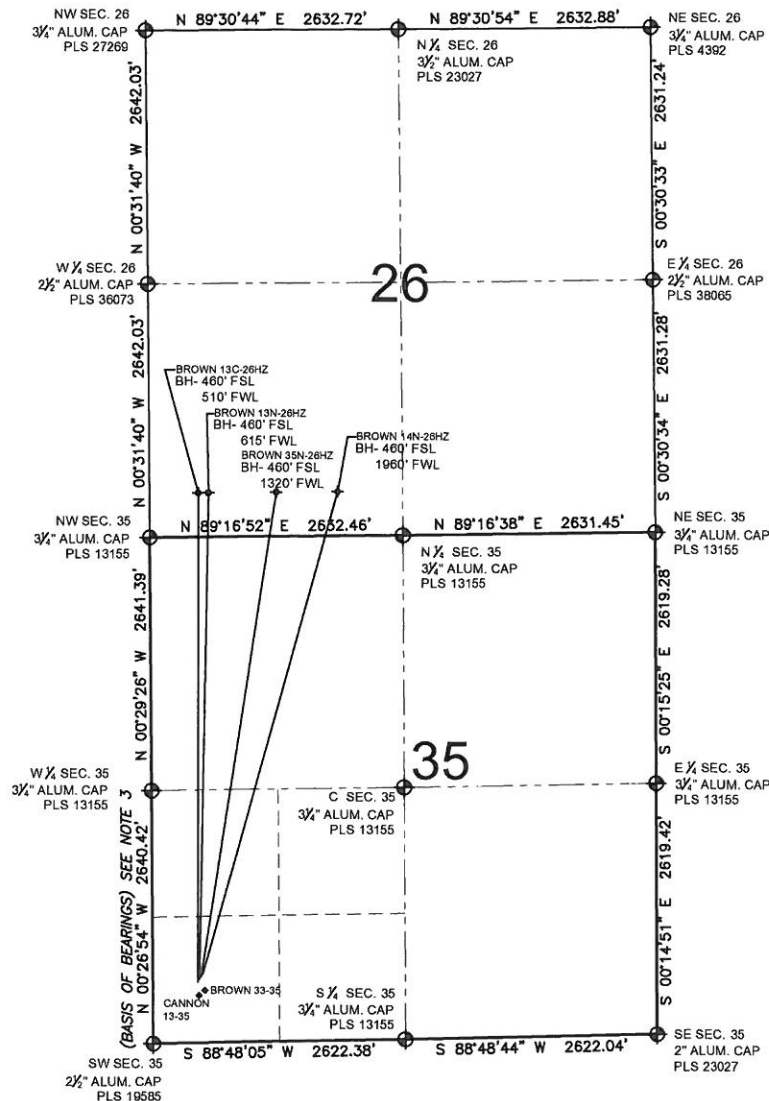 NW SEC. 26
3¼" ALUM. CAP
PLS 27269
N 89°30'44" E 2632.72'
N 89°30'54" E 2632.88'
NE SEC. 26
3¼" ALUM. CAP
PLS 4392
N ¼ SEC. 26
3½" ALUM. CAP
PLS 23027
N 00°31'40" W 2642.03'
S 00°30'33" E 2631.24'
W ¼ SEC. 26
2½" ALUM. CAP
PLS 36073
26
E ¼ SEC. 26
2½" ALUM. CAP
PLS 38065
N 00°31'40" W 2642.03'
S 00°30'34" E 2631.28'
BROWN 13C-26HZ
BH- 460' FSL
510' FWL
BROWN 13N-26HZ
BH- 460' FSL
615' FWL
BROWN 35N-26HZ
BH- 460' FSL
1320' FWL
BROWN 14N-26HZ
BH- 460' FSL
1960' FWL
NW SEC. 35
3¼" ALUM. CAP
PLS 13155
N 89°16'52" E 2632.46'
N 89°16'38" E 2631.45'
NE SEC. 35
3¼" ALUM. CAP
PLS 13155
N ¼ SEC. 35
3¼" ALUM. CAP
PLS 13155
N 00°29'26" W 2641.39'
S 00°15'25" E 2619.28'
W ¼ SEC. 35
3¼" ALUM. CAP
PLS 13155
35
C SEC. 35
3¼" ALUM. CAP
PLS 13155
E ¼ SEC. 35
3¼" ALUM. CAP
PLS 13155
(BASIS OF BEARINGS) SEE NOTE 3
N 00°26'54" W 2640.42'
S 00°14'51" E 2619.42'
BROWN 33-35
CANNON
13-35
S ¼ SEC. 35
3¼" ALUM. CAP
PLS 13155
SW SEC. 35
2½" ALUM. CAP
PLS 19585
S 88°48'05" W 2622.38'
S 88°48'44" W 2622.04'
SE SEC. 35
2" ALUM. CAP
PLS 23027